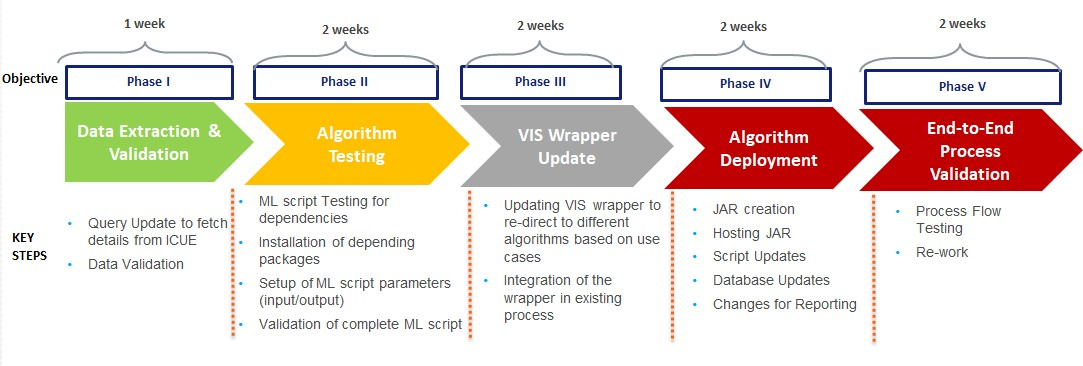 1 week
2 weeks
2 weeks
2 weeks
2 weeks
Objective
Phase I
Phase II
Phase III
Phase IV
Phase V
Data Extraction &
Validation
Algorithm
Testing
VIS Wrapper
Update
Algorithm
Deployment
End-to-End
Process
Validation
KEY
STEPS
• Query Update to fetch
details from ICUE
• Data Validation
• ML script Testing for
dependencies
• Installation of depending
packages
• Setup of ML script parameters
(input/output)
• Validation of complete ML script
• Updating VIS wrapper to
re-direct to different
algorithms based on use
cases
• Integration of the
wrapper in existing
process
• JAR creation
• Hosting JAR
• Script Updates
• Database Updates
• Changes for Reporting
• Process Flow
Testing
• Re-work